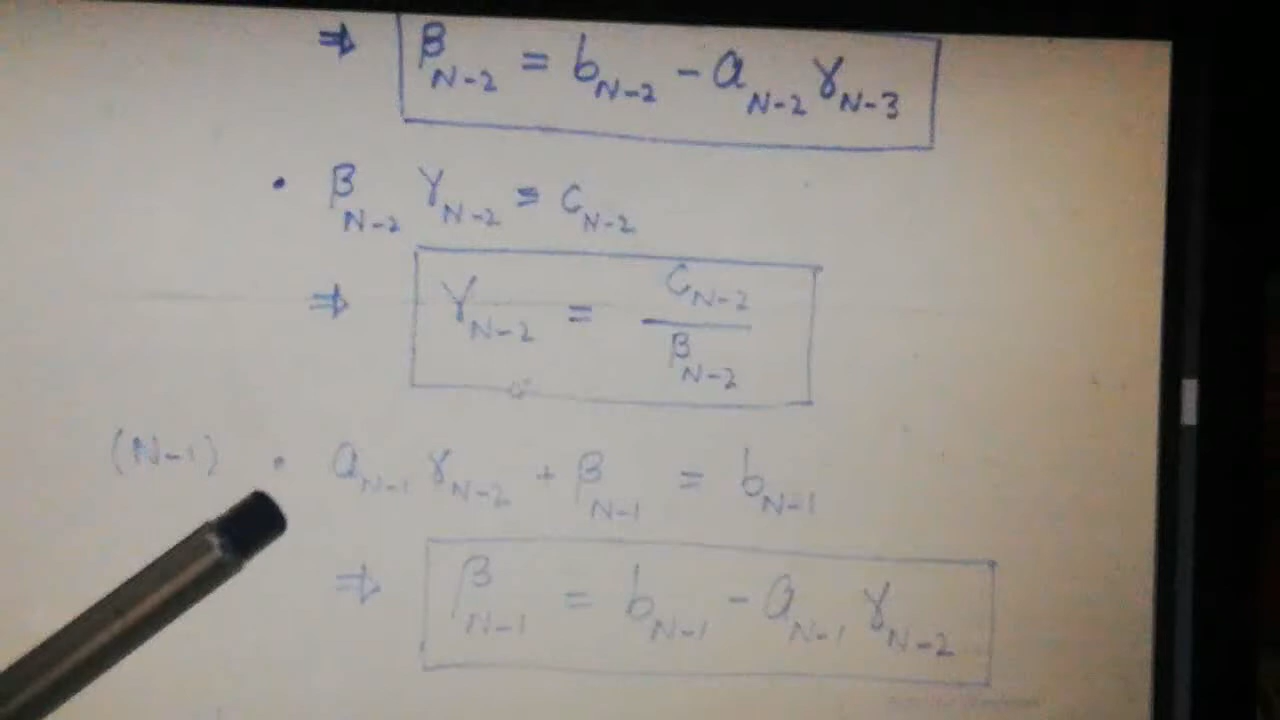 ⇒ β_{N-2} = b_{N-2} - a_{N-2} γ_{N-3}
• β_{N-2} γ_{N-2} = c_{N-2}
⇒ γ_{N-2} = c_{N-2} / β_{N-2}
(N-1) • a_{N-1} γ_{N-2} + β_{N-1} = b_{N-1}
⇒ β_{N-1} = b_{N-1} - a_{N-1} γ_{N-2}